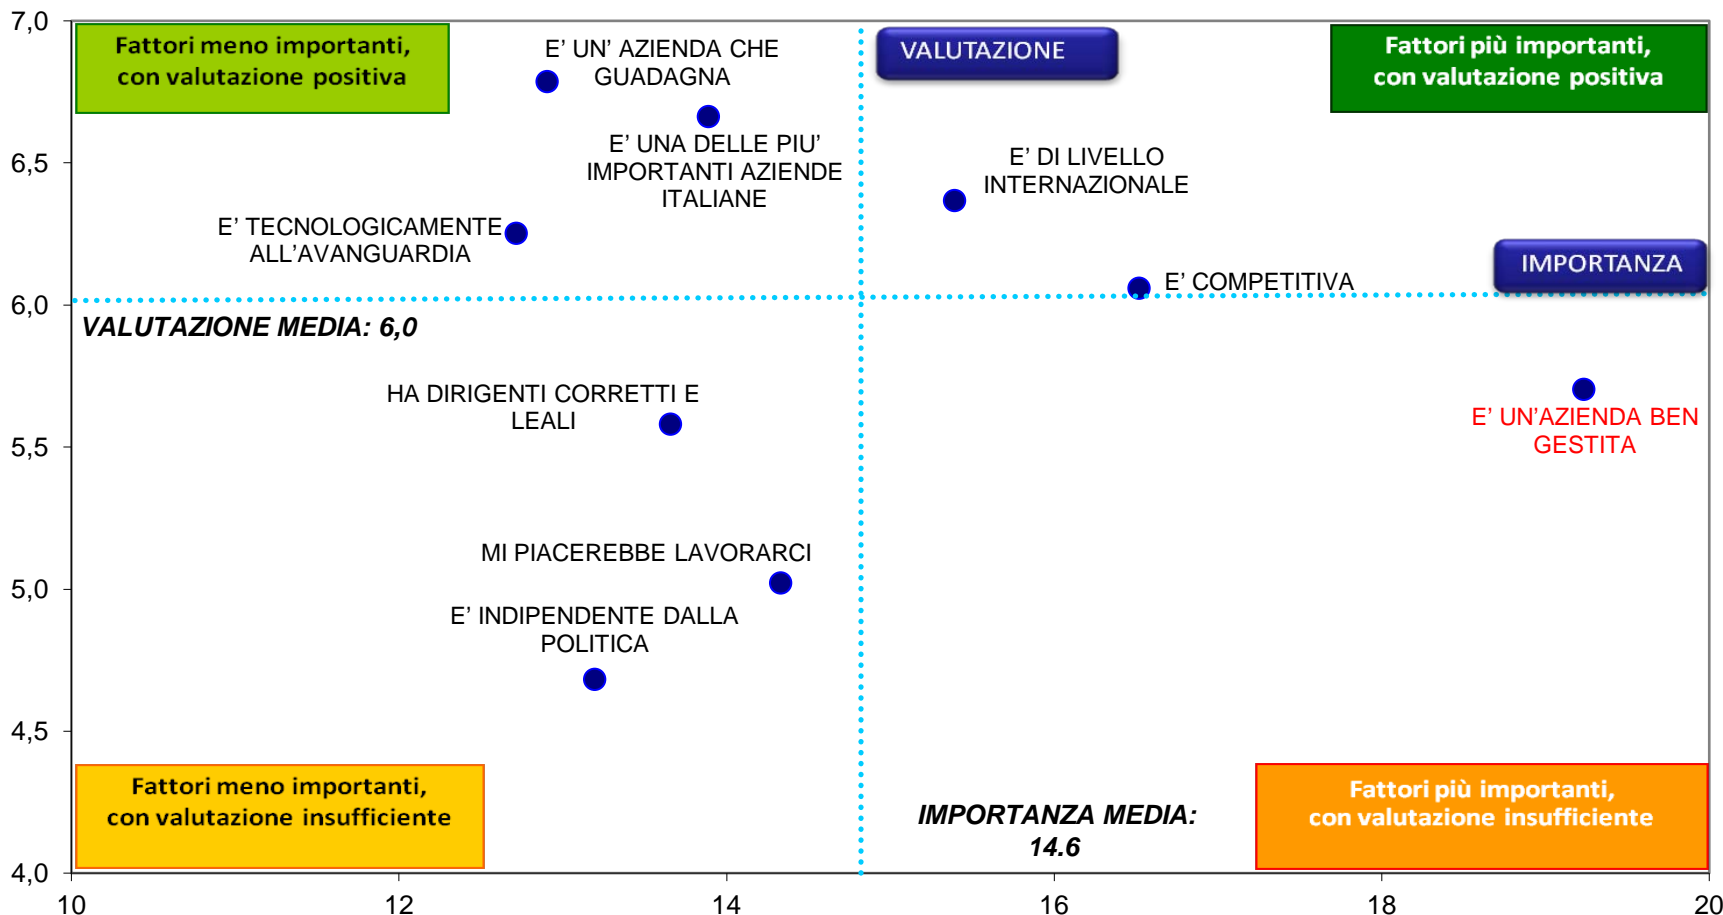 7,0
6,5
6,0
5,5
5,0
4,5
4,0
Fattori meno importanti,
con valutazione positiva
E' UN' AZIENDA CHE
GUADAGNA
VALUTAZIONE
Fattori più importanti,
con valutazione positiva
E' UNA DELLE PIU'
IMPORTANTI AZIENDE
ITALIANE
E' DI LIVELLO
INTERNAZIONALE
E' TECNOLOGICAMENTE
ALL'AVANGUARDIA
IMPORTANZA
E' COMPETITIVA
VALUTAZIONE MEDIA: 6,0
HA DIRIGENTI CORRETTI E
LEALI
E' UN'AZIENDA BEN
GESTITA
MI PIACEREBBE LAVORARCI
E' INDIPENDENTE DALLA
POLITICA
Fattori meno importanti,
con valutazione insufficiente
IMPORTANZA MEDIA:
14.6
Fattori più importanti,
con valutazione insufficiente
10
12
14
16
18
20